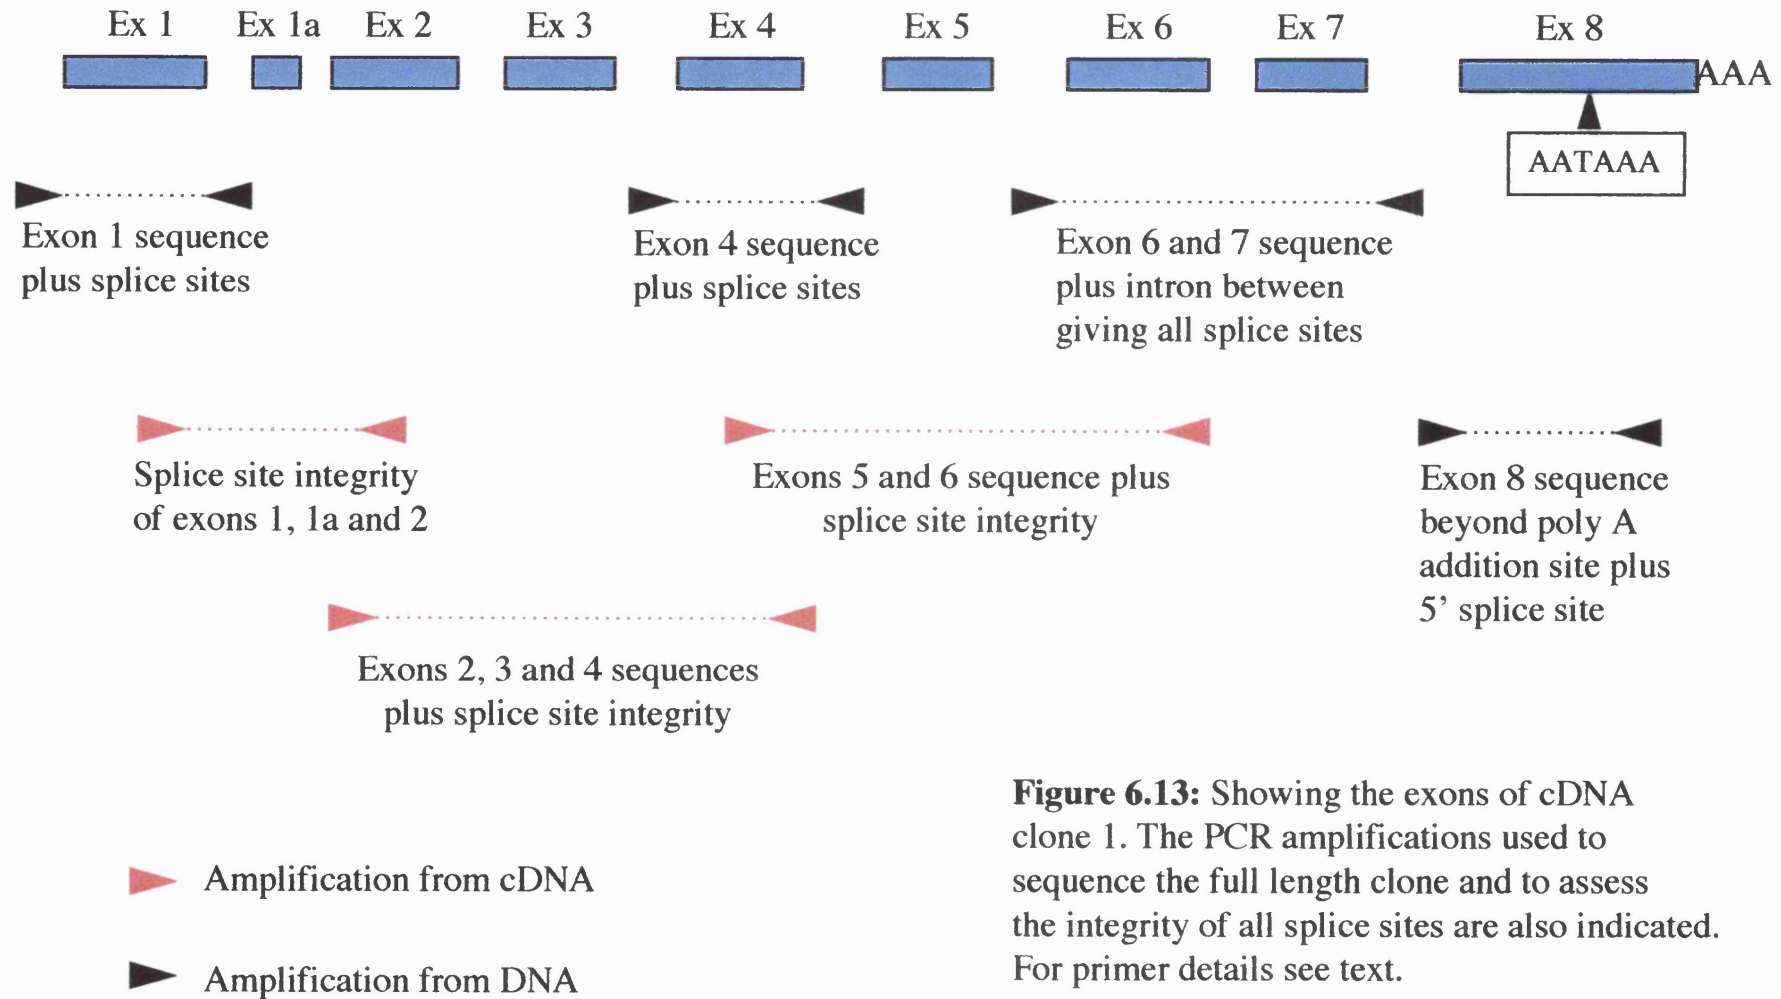 Ex 1 Ex 1a Ex 2 Ex 3 Ex 4 Ex 5 Ex 6 Ex 7 Ex 8
AAA
AATAAA
Exon 1 sequence
plus splice sites
Exon 4 sequence
plus splice sites
Exon 6 and 7 sequence
plus intron between
giving all splice sites
Splice site integrity
of exons 1, 1a and 2
Exons 5 and 6 sequence plus
splice site integrity
Exon 8 sequence
beyond poly A
addition site plus
5’ splice site
Exons 2, 3 and 4 sequences
plus splice site integrity
Amplification from cDNA
Amplification from DNA
Figure 6.13: Showing the exons of cDNA
clone 1. The PCR amplifications used to
sequence the full length clone and to assess
the integrity of all splice sites are also indicated.
For primer details see text.